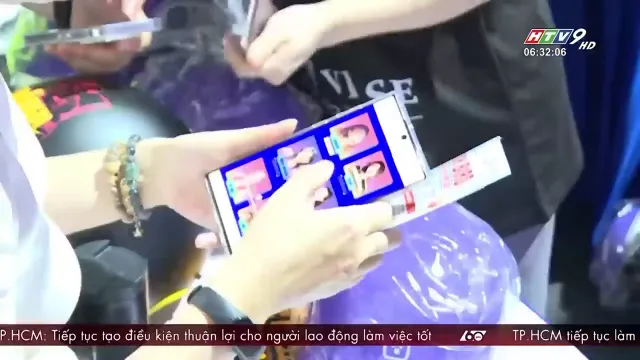 HTV9 HD
06:32:06
VI
SE
P.HCM: Tiếp tục tạo điều kiện thuận lợi cho người lao động làm việc tốt
TP.HCM tiếp tục làm